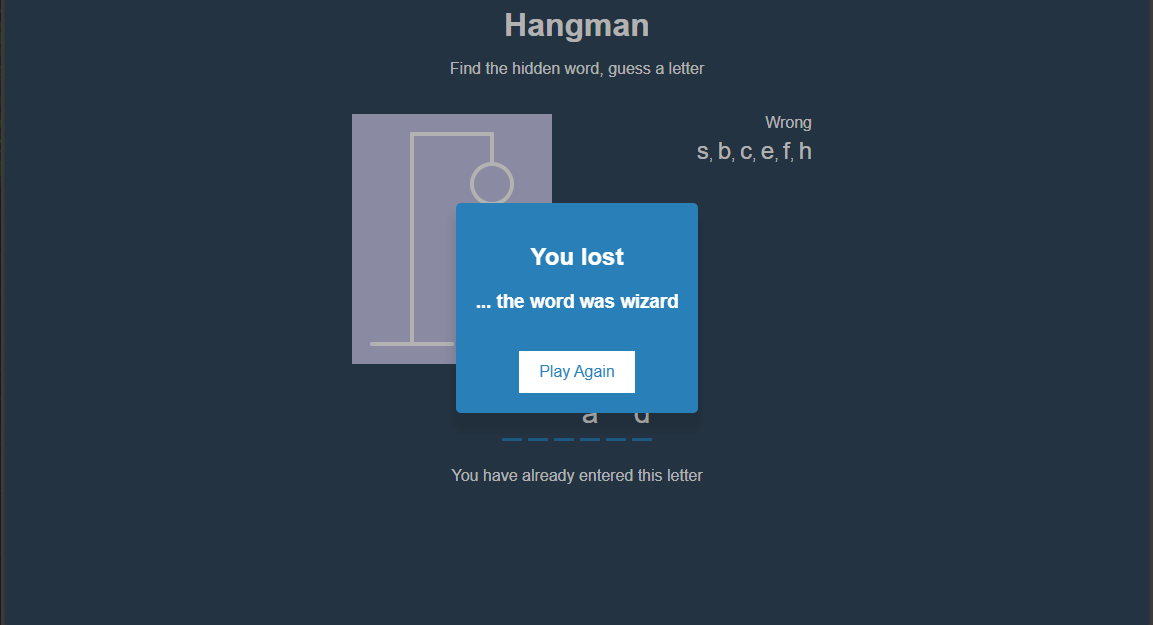 Hangman
Find the hidden word, guess a letter
Wrong
s, b, c, e, f, h
You lost
... the word was wizard
Play Again
a d
You have already entered this letter